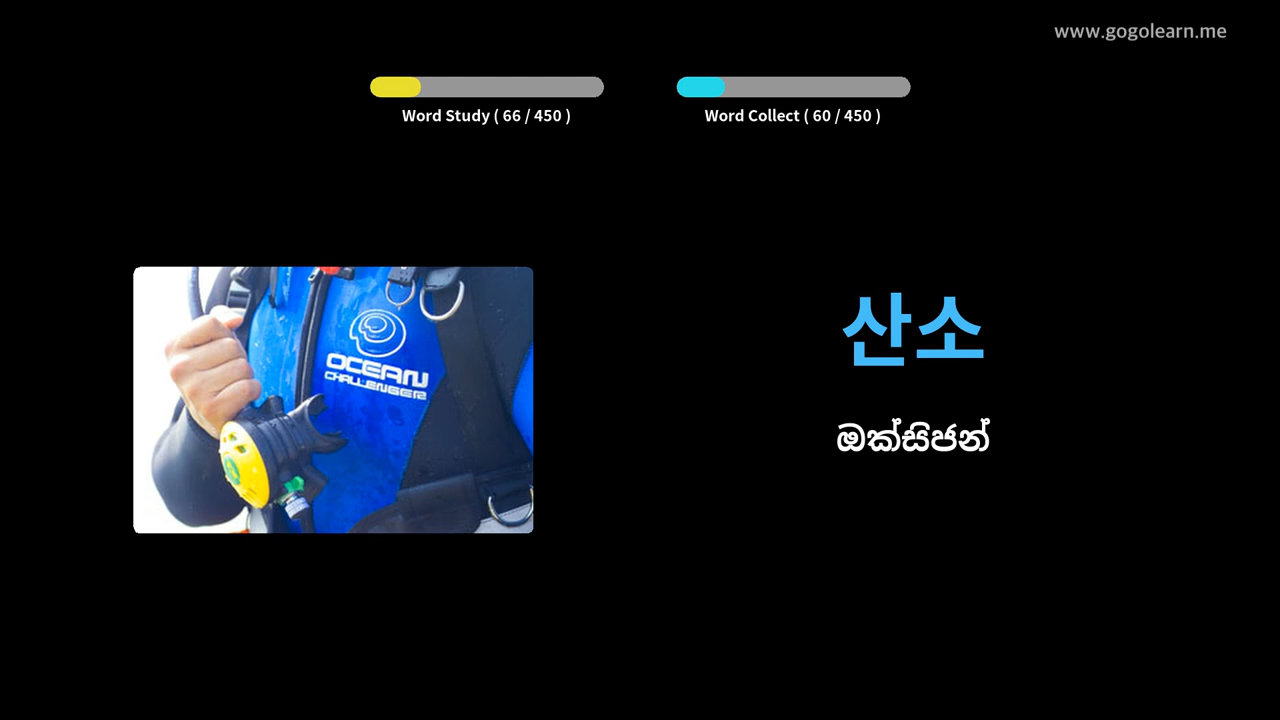 www.gogolearn.me
Word Study ( 66 / 450 )
Word Collect ( 60 / 450 )
OCEAN
CHALLENGER
산소
ඔක්සිජන්